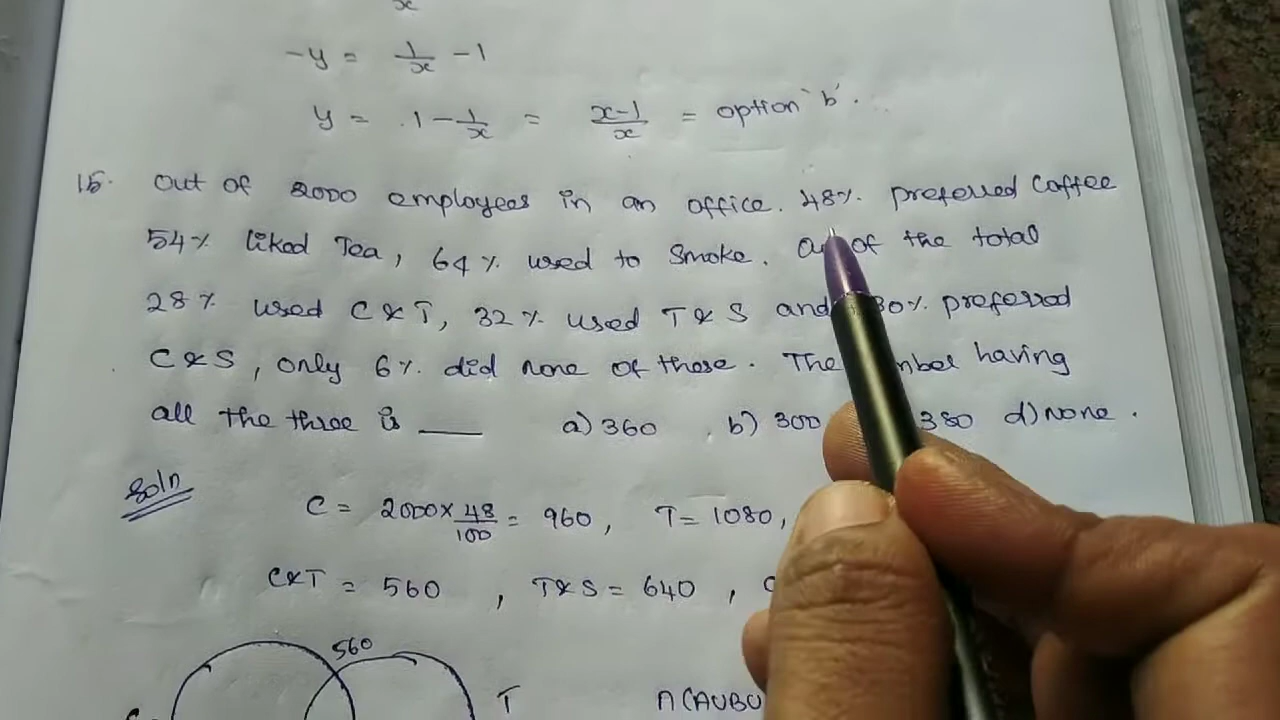 x
-y = 1/x - 1
y = 1 - 1/x = x-1/x = option 'b'.
15. Out of 2000 employees in an office. 48% preferred Coffee
54% liked Tea, 64% used to Smoke. Out of the total
28% used C & T, 32% used T & S and 30% preferred
C & S, only 6% did none of these. The having
all the three is ____ a) 360 b) 300 380 d) none.
Soln
C = 2000 × 48/100 = 960, T = 1080,
C&T = 560, T&S = 640,
560
T
n(AUBU